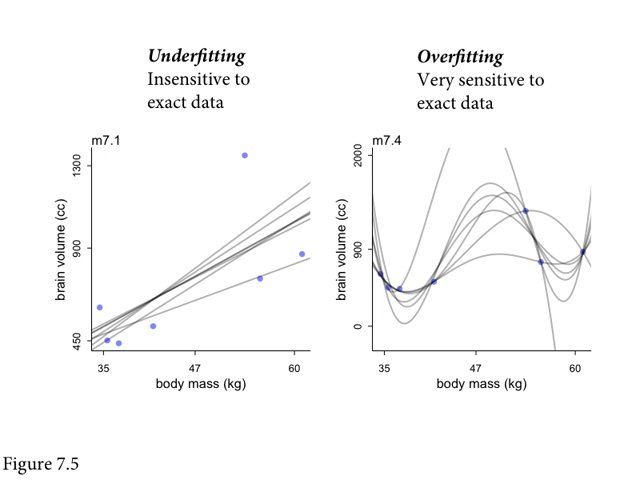 Underfitting
Insensitive to
exact data
Overfitting
Very sensitive to
exact data
m7.1
1300
900
450
brain volume (cc)
35 47 60
body mass (kg)
m7.4
2000
900
0
brain volume (cc)
35 47 60
body mass (kg)
Figure 7.5